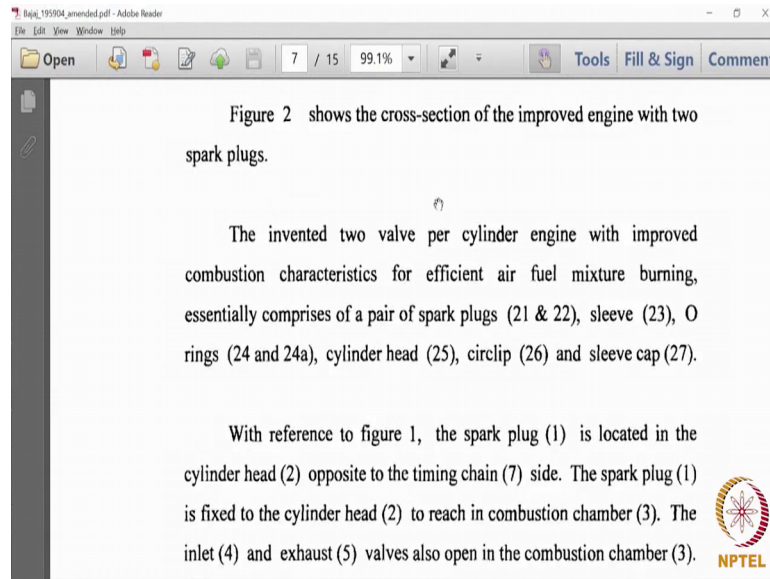 Bajaj_195904_amended.pdf - Adobe Reader
File Edit View Window Help
Open 7 / 15 99.1% Tools Fill & Sign Commen
Figure 2 shows the cross-section of the improved engine with two
spark plugs.
The invented two valve per cylinder engine with improved
combustion characteristics for efficient air fuel mixture burning,
essentially comprises of a pair of spark plugs (21 & 22), sleeve (23), O
rings (24 and 24a), cylinder head (25), circlip (26) and sleeve cap (27).
With reference to figure 1, the spark plug (1) is located in the
cylinder head (2) opposite to the timing chain (7) side. The spark plug (1)
is fixed to the cylinder head (2) to reach in combustion chamber (3). The
inlet (4) and exhaust (5) valves also open in the combustion chamber (3).
NPTEL